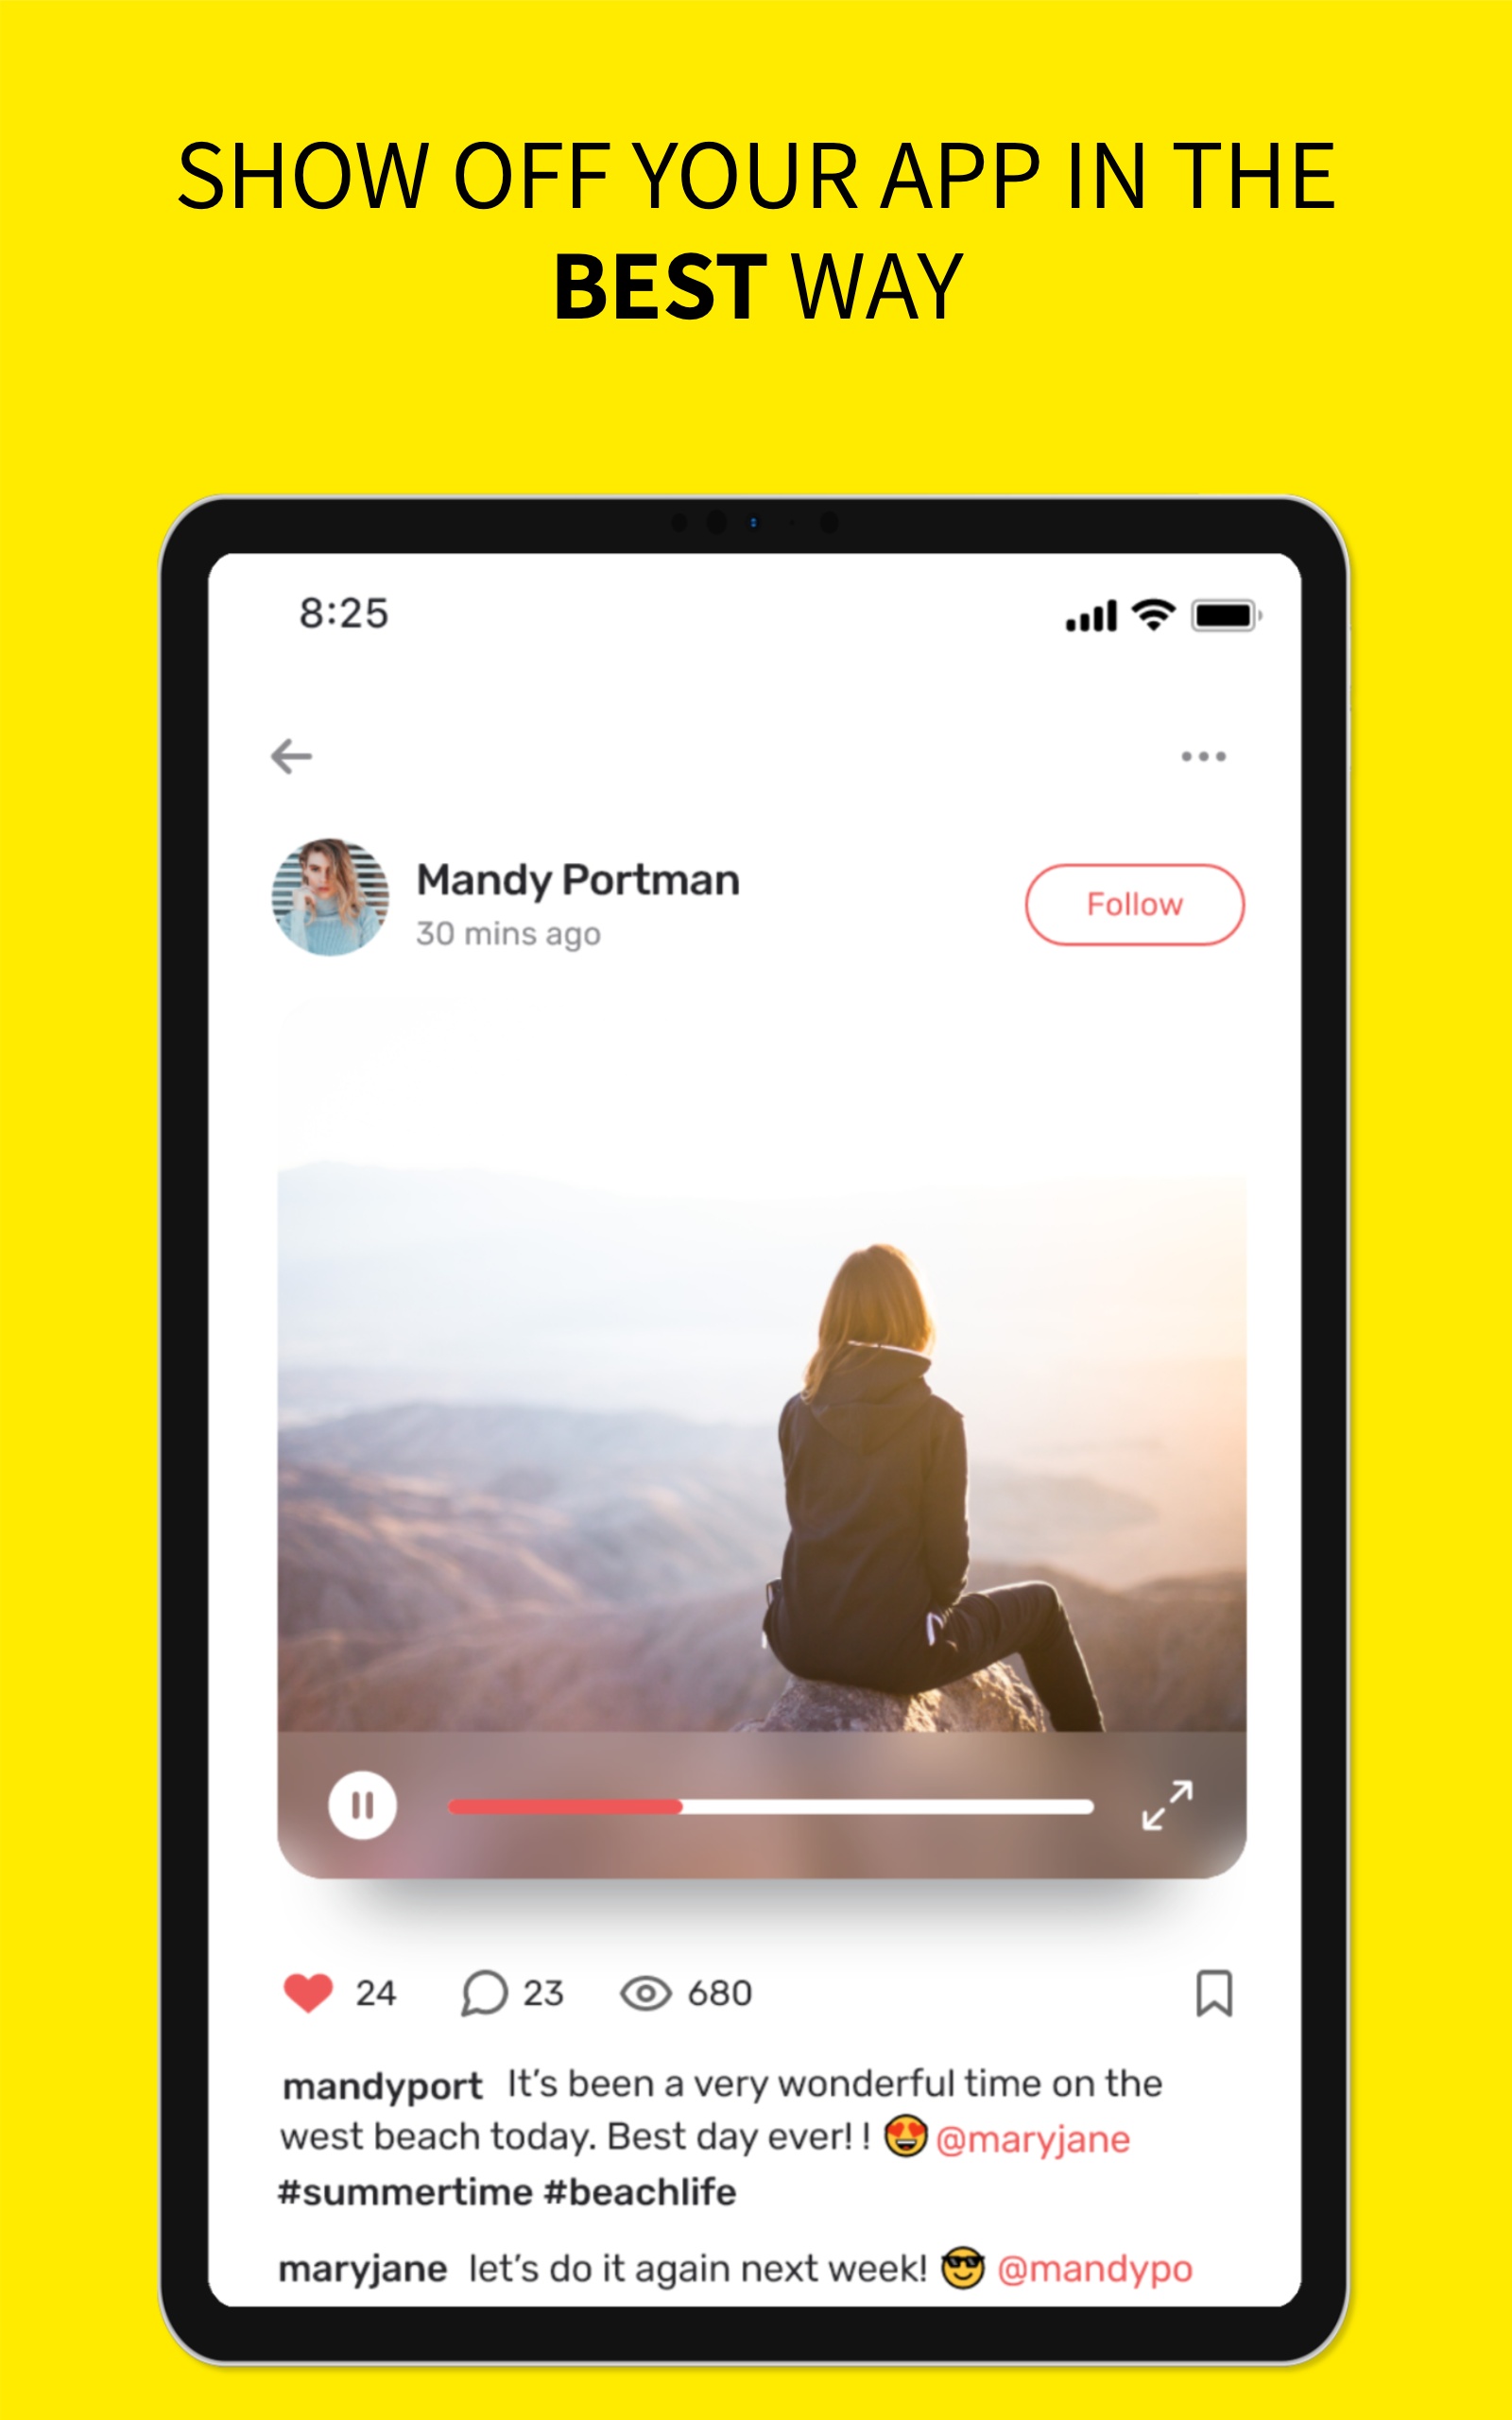 SHOW OFF YOUR APP IN THE
BEST WAY
8:25
Mandy Portman
30 mins ago
Follow
24 23 680
mandyport It’s been a very wonderful time on the
west beach today. Best day ever! ! 😍 @maryjane
#summertime #beachlife
maryjane let’s do it again next week! 😎 @mandypo